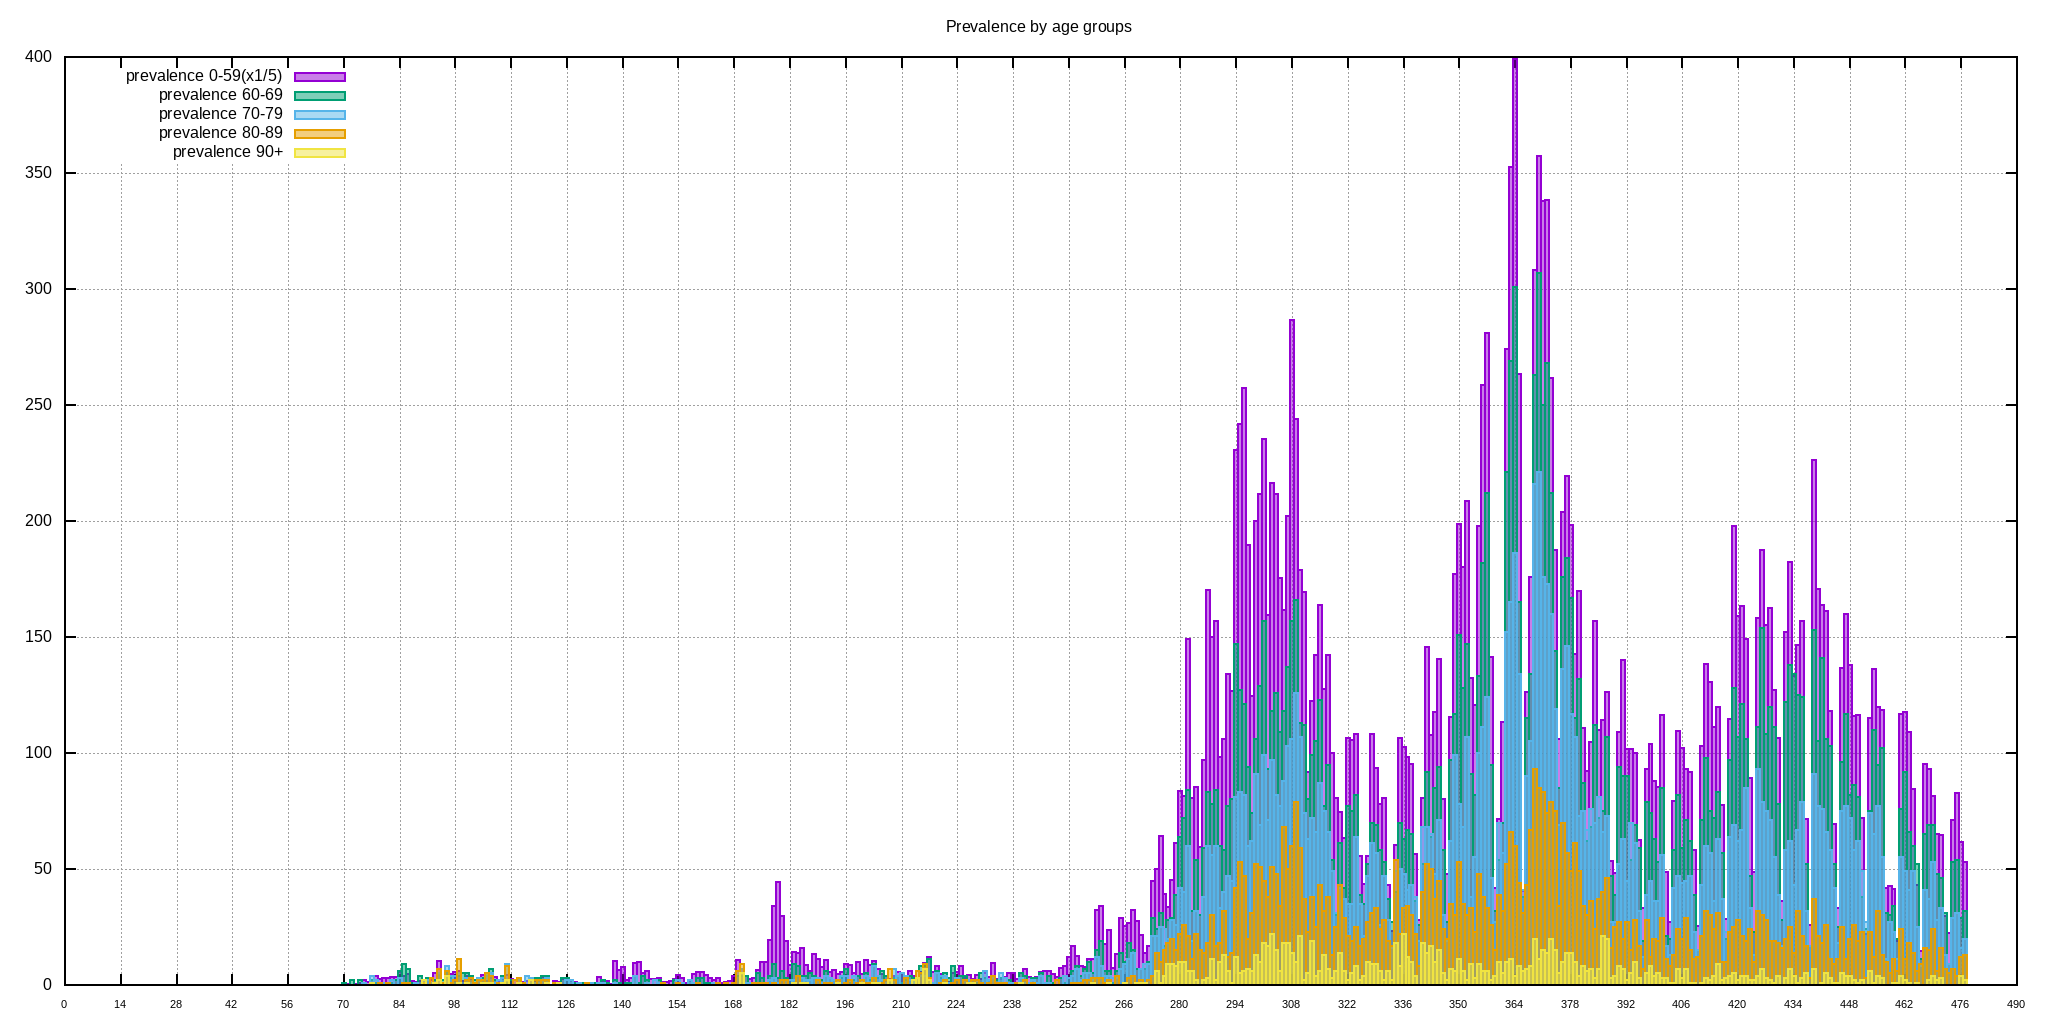 Prevalence by age groups
400
350
300
250
200
150
100
50
0
prevalence 0-59(x1/5)
prevalence 60-69
prevalence 70-79
prevalence 80-89
prevalence 90+
0 14 28 42 56 70 84 98 112 126 140 154 168 182 196 210 224 238 252 266 280 294 308 322 336 350 364 378 392 406 420 434 448 462 476 490